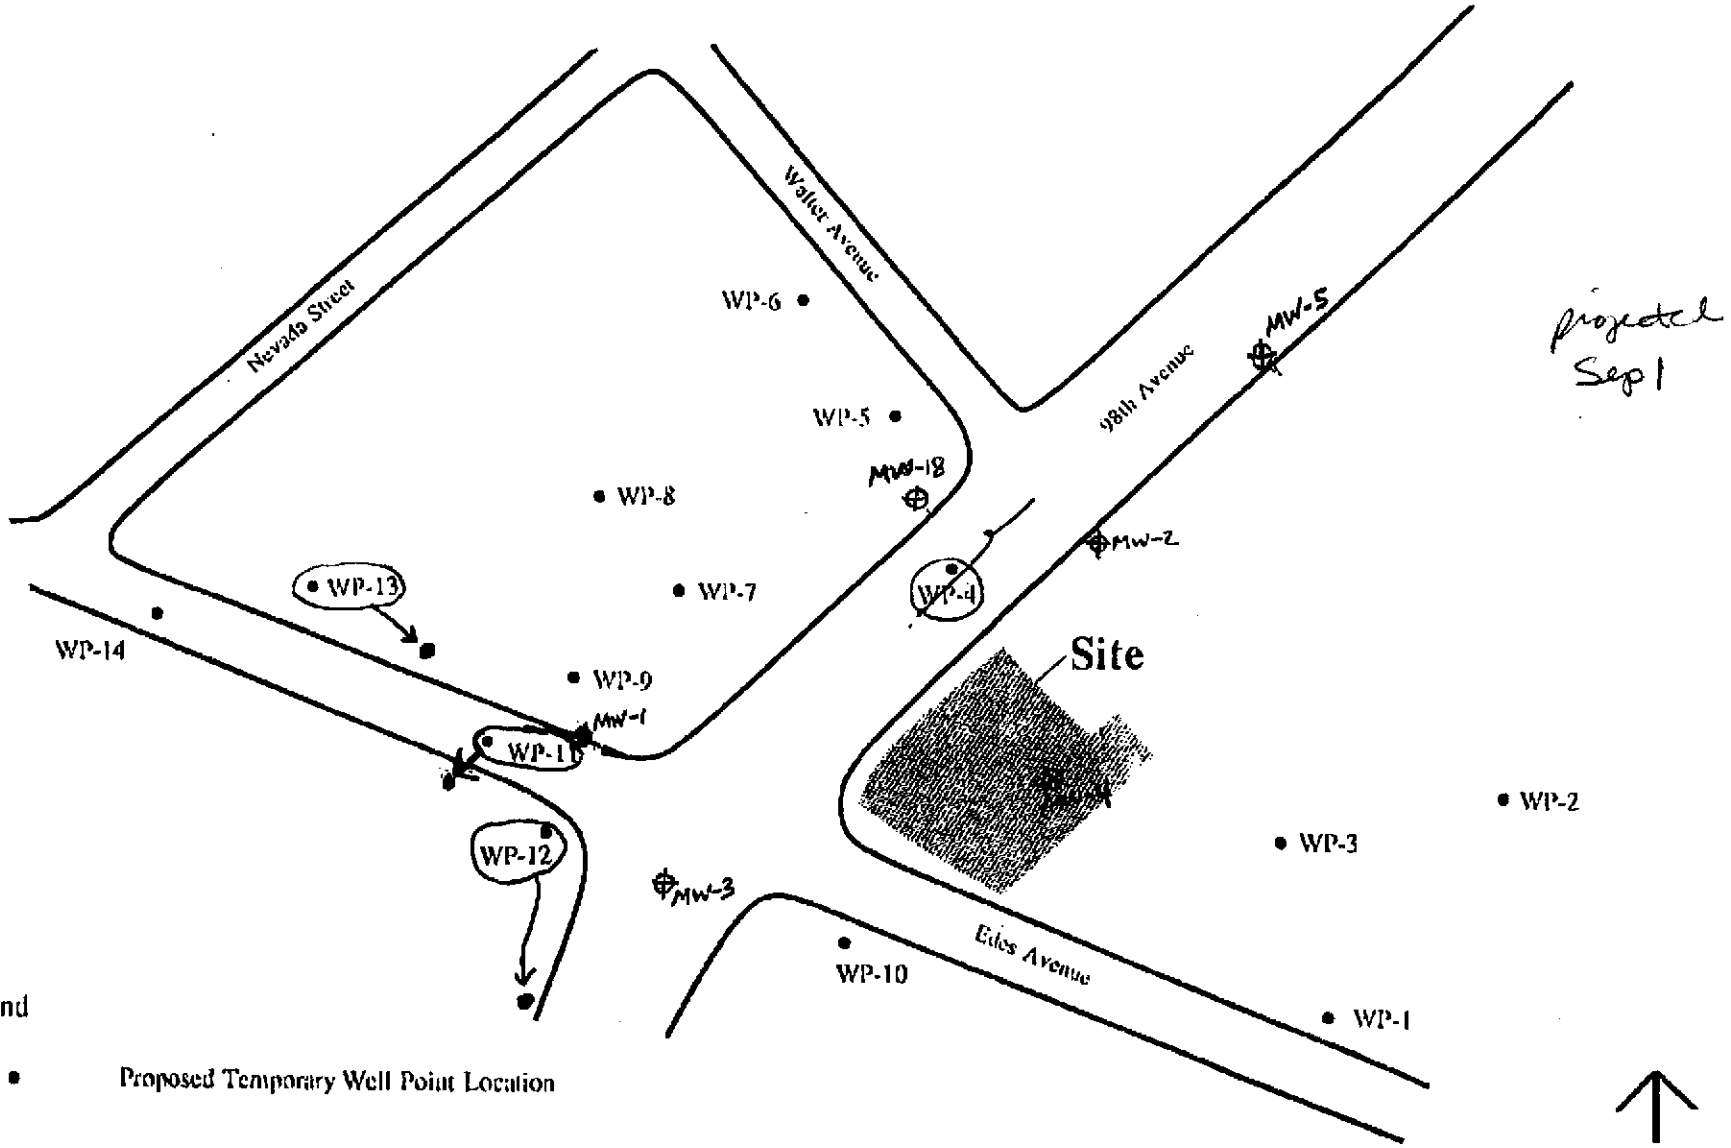 Walter Avenue
Nevada Street
WP-6
MW-5
projected
Sep 1
98th Avenue
WP-5
MW-18
WP-8
MW-2
WP-13
WP-7
WP-4
WP-14
Site
WP-9
MW-1
WP-11
WP-2
WP-3
WP-12
MW-3
Edes Avenue
WP-10
nd
WP-1
Proposed Temporary Well Point Location